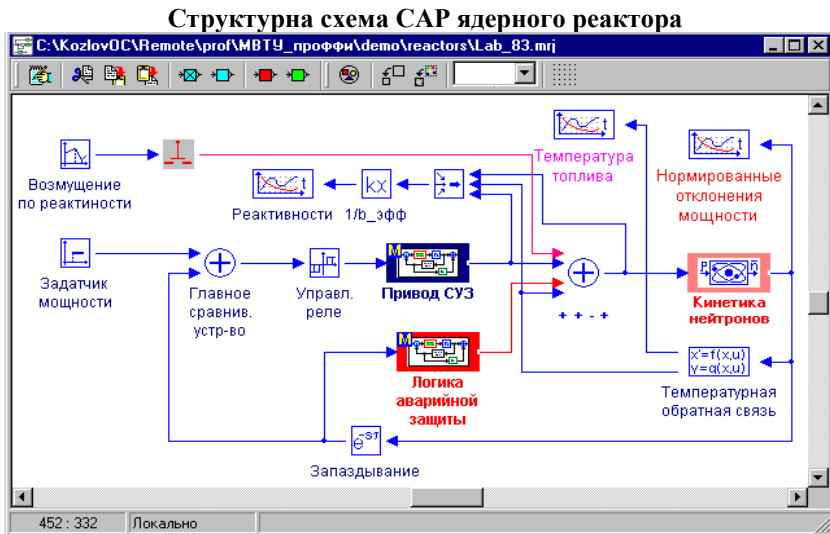 Структурна схема САР ядерного реактора
C:\KozlovOC\Remote\prof\МВТУ_проффи\demo\reactors\Lab_83.mrj
t
Температура
топлива
t
Нормированные
отклонения
мощности
Возмущение
по реактиности
t
kx
Реактивности 1/b_эфф
Задатчик
мощности
Главное
сравнив.
устр-во
Управл.
реле
M
Привод СУЗ
+ + - +
Кинетика
нейтронов
M
Логика
аварийной
защиты
x'=f(x,u)
y=q(x,u)
Температурная
обратная связь
e-sτ
Запаздывание
452 : 332
Локально